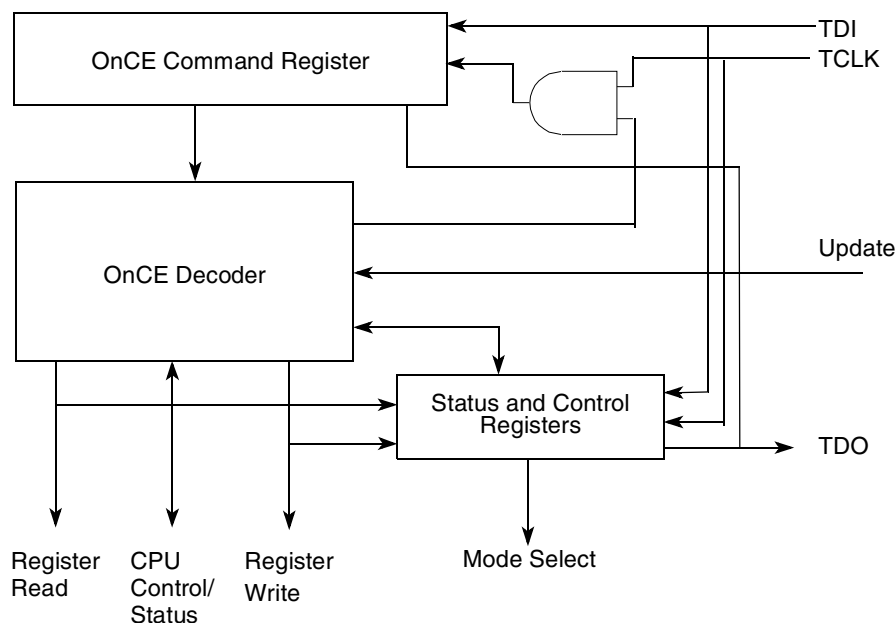 TDI
OnCE Command Register
TCLK
Update
OnCE Decoder
Status and Control
Registers
TDO
Register
Read
CPU
Control/
Status
Register
Write
Mode Select